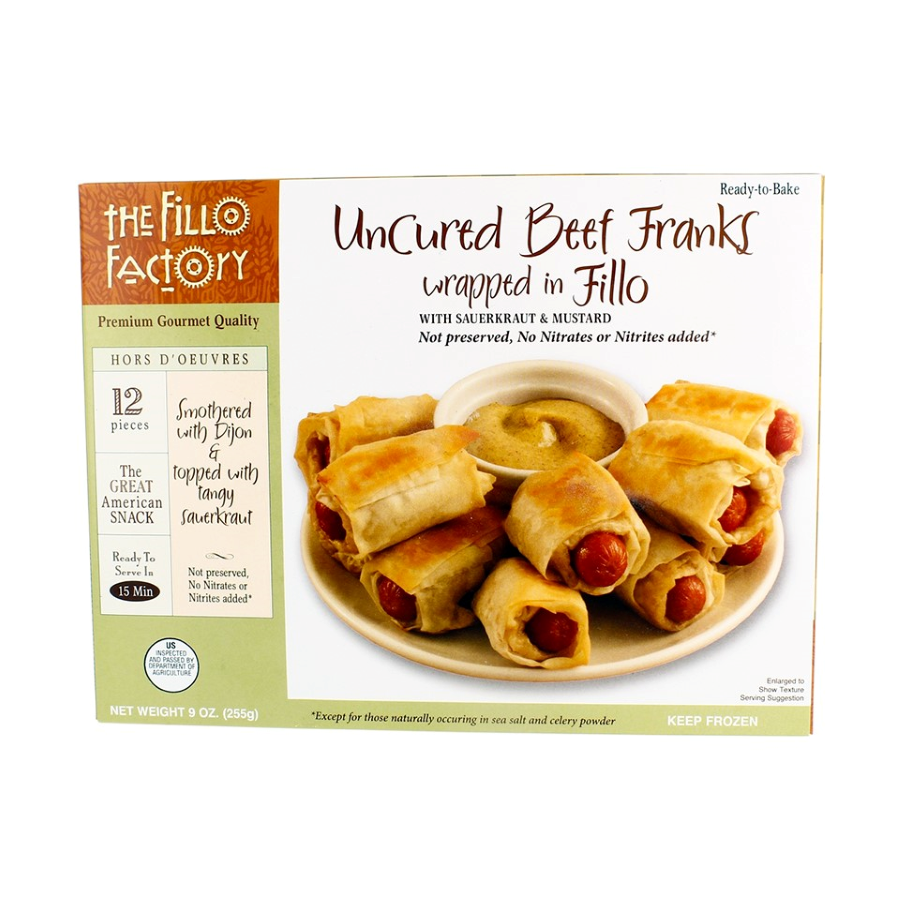 THE FILLO
FACTORY
Premium Gourmet Quality
HORS D'OEUVRES
12
pieces
The
GREAT
American
SNACK
Ready To
Serve In
15 Min
Smothered
with Dijon
&
topped with
tangy
sauerkraut
Not preserved,
No Nitrates or
Nitrites added*
US
INSPECTED
AND PASSED BY
DEPARTMENT OF
AGRICULTURE
NET WEIGHT 9 OZ. (255g)
Ready-to-Bake
Uncured Beef Franks
wrapped in Fillo
WITH SAUERKRAUT & MUSTARD
Not preserved, No Nitrates or Nitrites added*
Enlarged to
Show Texture
Serving Suggestion
*Except for those naturally occuring in sea salt and celery powder
KEEP FROZEN